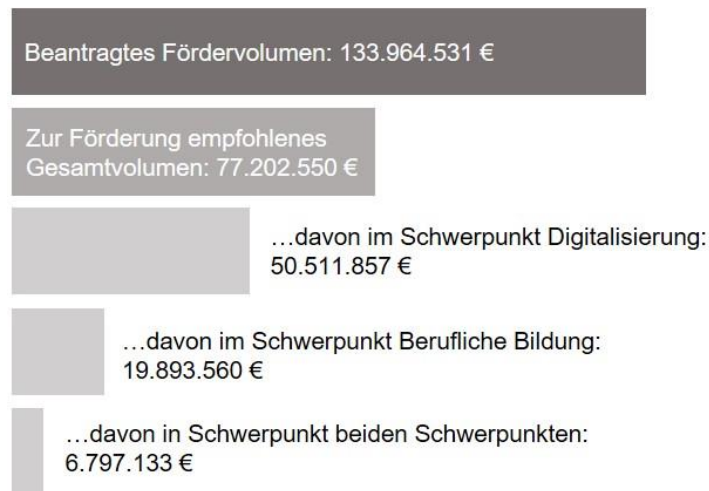 Beantragtes Fördervolumen: 133.964.531 €
Zur Förderung empfohlenes
Gesamtvolumen: 77.202.550 €
…davon im Schwerpunkt Digitalisierung:
50.511.857 €
…davon im Schwerpunkt Berufliche Bildung:
19.893.560 €
…davon in Schwerpunkt beiden Schwerpunkten:
6.797.133 €